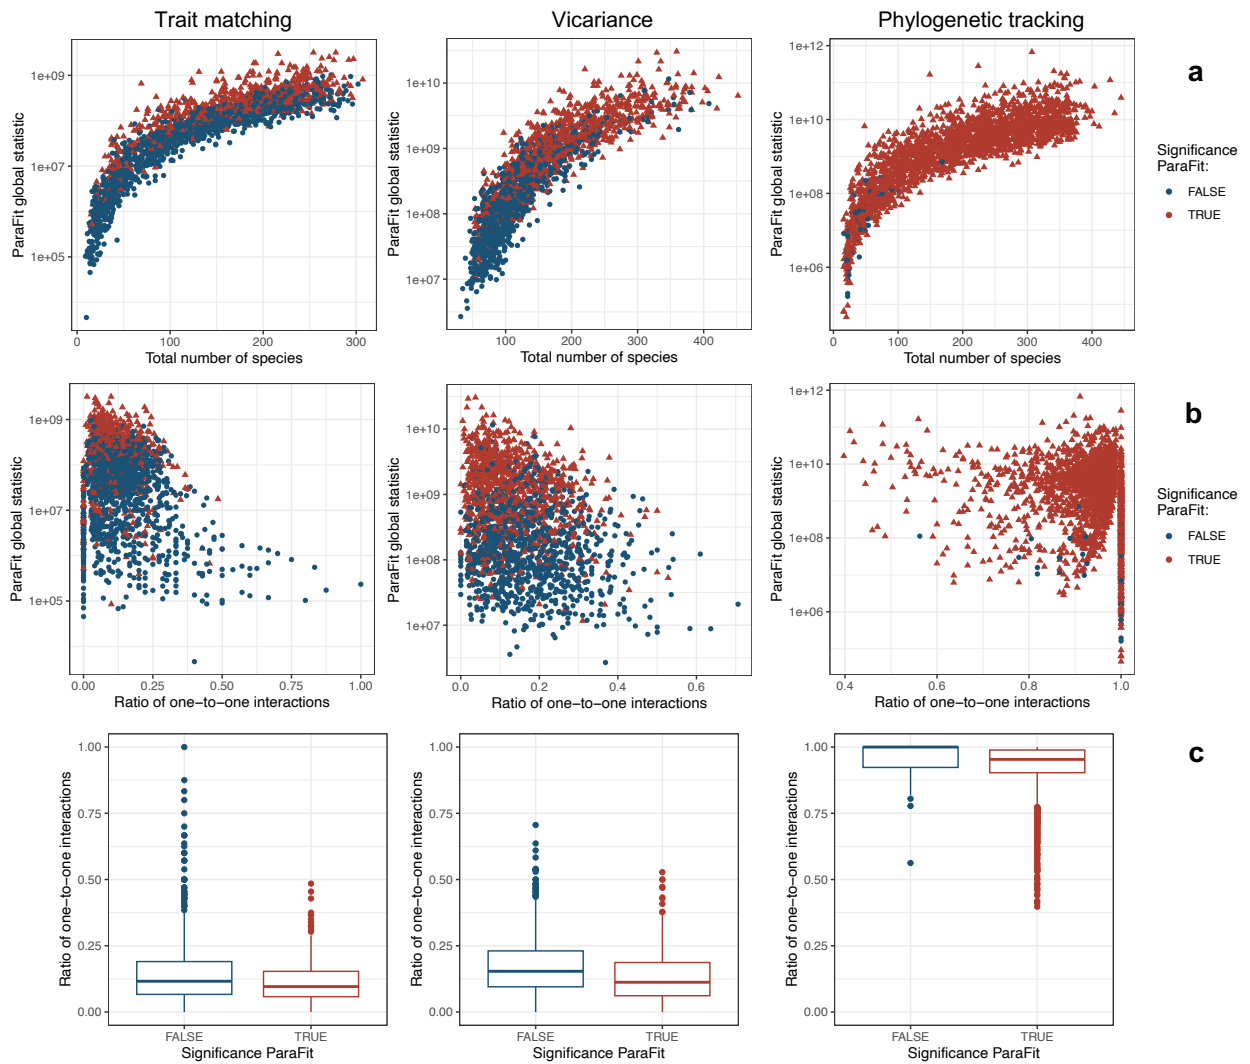 Trait matching
Vicariance
Phylogenetic tracking
a
ParaFit global statistic
1e+09
1e+07
1e+05
0
100
200
300
Total number of species
ParaFit global statistic
1e+10
1e+09
1e+08
1e+07
100
200
300
400
Total number of species
ParaFit global statistic
1e+12
1e+10
1e+08
1e+06
0
100
200
300
400
Total number of species
Significance
ParaFit:
FALSE
TRUE
b
ParaFit global statistic
1e+09
1e+07
1e+05
0.00
0.25
0.50
0.75
1.00
Ratio of one−to−one interactions
ParaFit global statistic
1e+10
1e+09
1e+08
1e+07
0.0
0.2
0.4
0.6
Ratio of one−to−one interactions
ParaFit global statistic
1e+12
1e+10
1e+08
1e+06
0.4
0.6
0.8
1.0
Ratio of one−to−one interactions
Significance
ParaFit:
FALSE
TRUE
c
Ratio of one−to−one interactions
1.00
0.75
0.50
0.25
0.00
FALSE
TRUE
Significance ParaFit
Ratio of one−to−one interactions
1.00
0.75
0.50
0.25
0.00
FALSE
TRUE
Significance ParaFit
Ratio of one−to−one interactions
1.00
0.75
0.50
0.25
0.00
FALSE
TRUE
Significance ParaFit